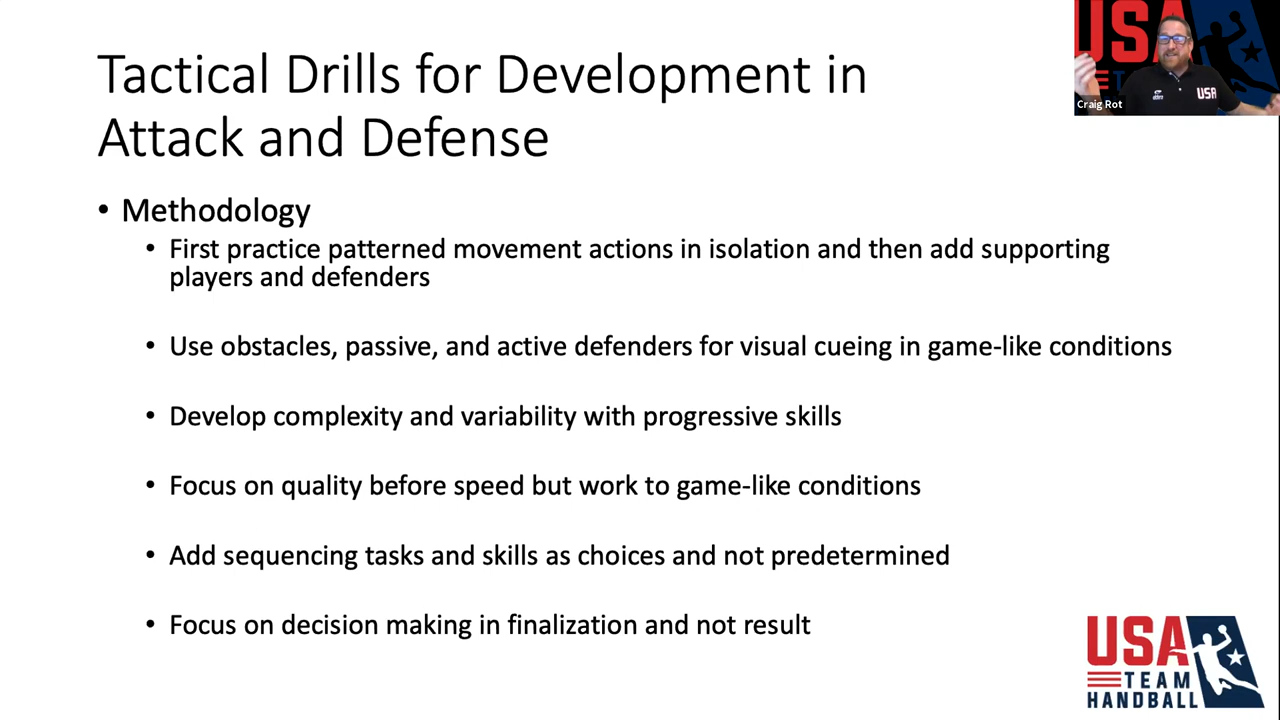 Tactical Drills for Development in
Attack and Defense
• Methodology
• First practice patterned movement actions in isolation and then add supporting
players and defenders
• Use obstacles, passive, and active defenders for visual cueing in game-like conditions
• Develop complexity and variability with progressive skills
• Focus on quality before speed but work to game-like conditions
• Add sequencing tasks and skills as choices and not predetermined
• Focus on decision making in finalization and not result
USA
USA
Craig Rot
USA
TEAM
HANDBALL